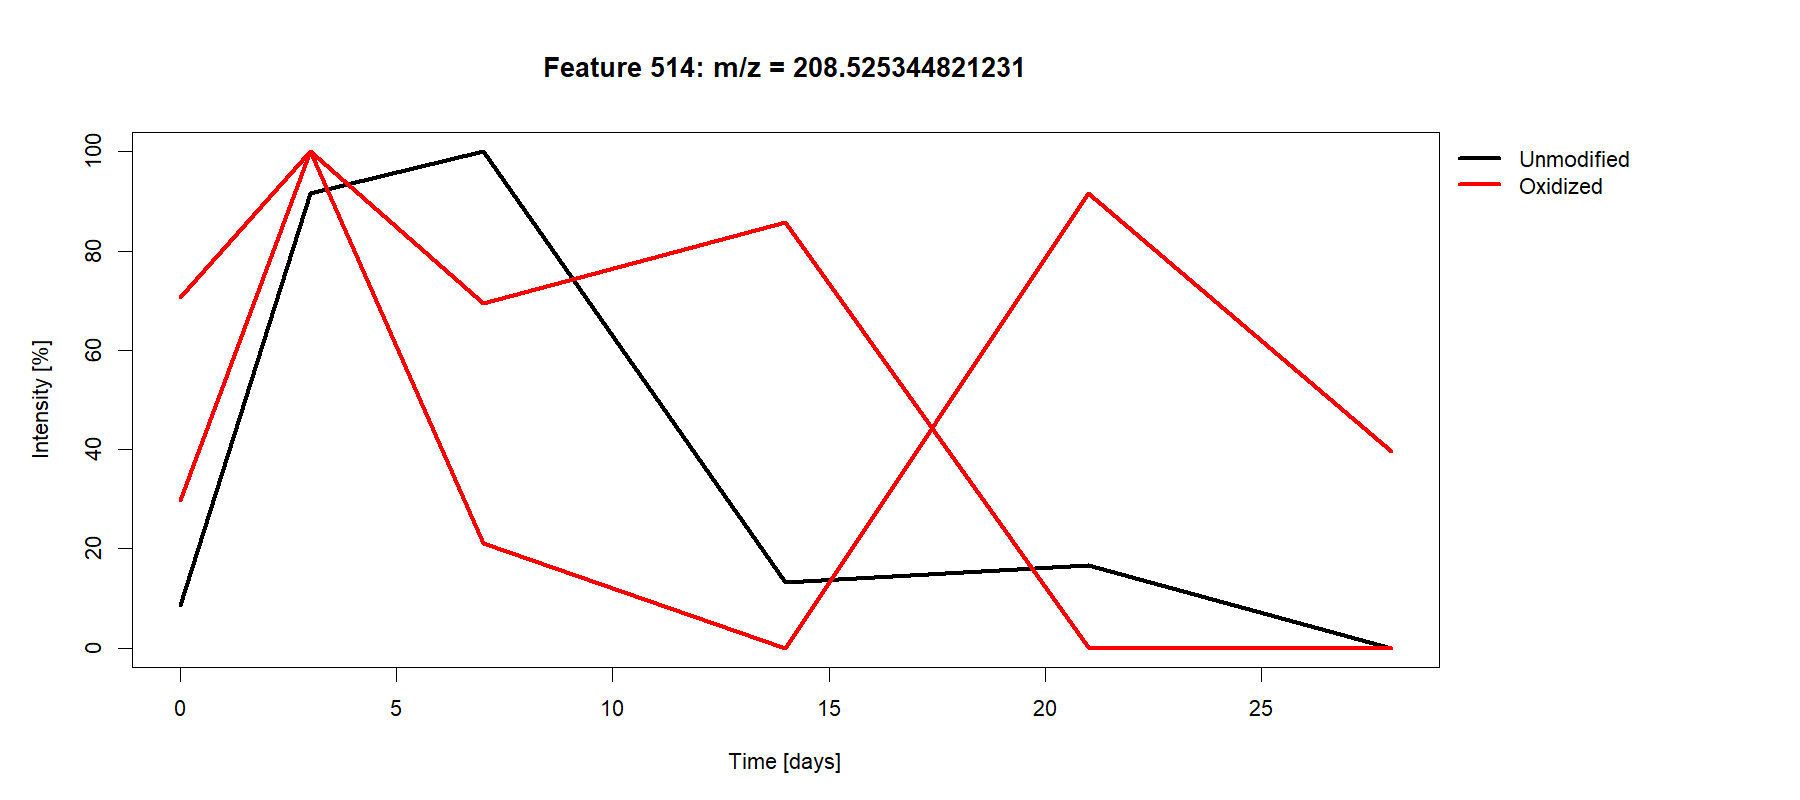 Feature 514: m/z = 208.525344821231
100
80
60
40
20
0
Intensity [%]
0 5 10 15 20 25
Time [days]
Unmodified
Oxidized